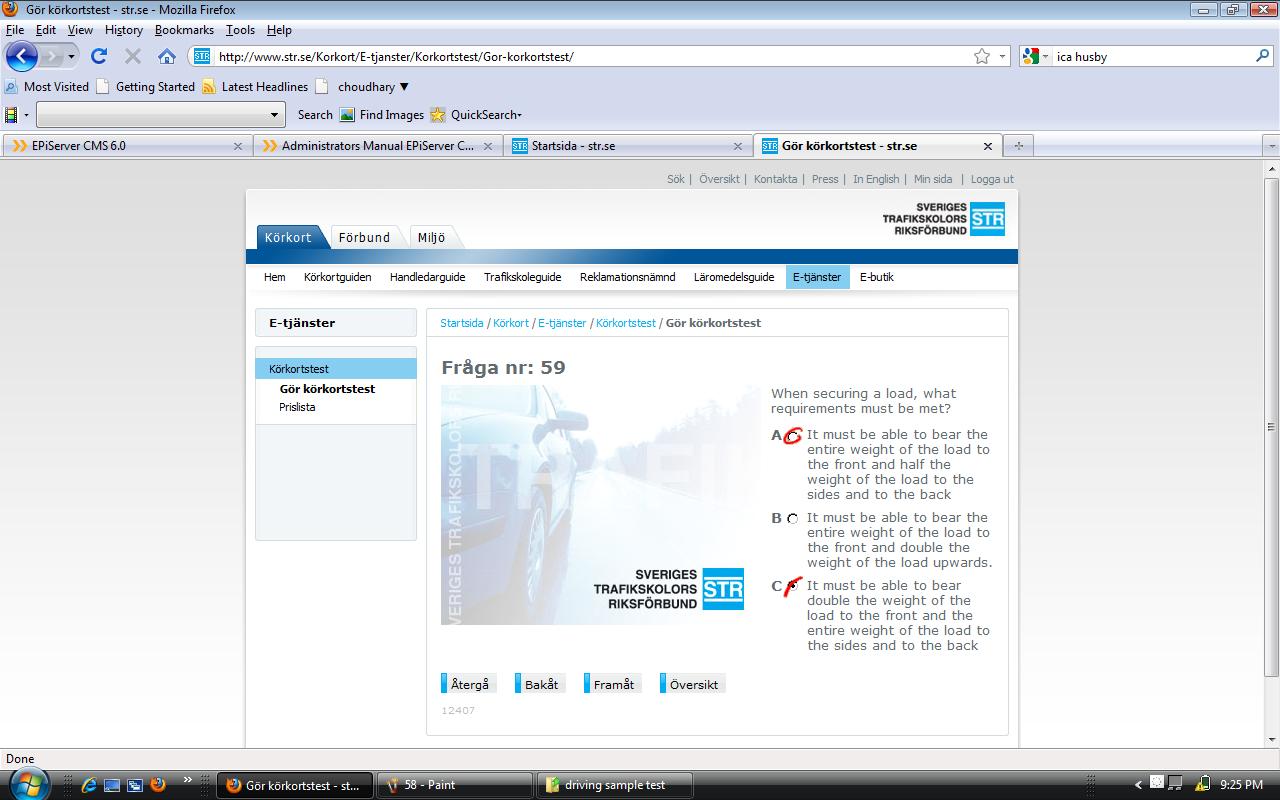 Gör körkortstest - str.se - Mozilla Firefox
File Edit View History Bookmarks Tools Help
STR http://www.str.se/Korkort/E-tjanster/Korkortstest/Gor-korkortstest/ ica husby
Most Visited Getting Started Latest Headlines choudhary ▼
Search Find Images QuickSearch
EPiServer CMS 6.0 Administrators Manual EPiServer C... STR Startsida - str.se STR Gör körkortstest - str.se
Sök | Översikt | Kontakta | Press | In English | Min sida | Logga ut
SVERIGES
TRAFIKSKOLORS
RIKSFÖRBUND
STR
Körkort Förbund Miljö
Hem Körkortguiden Handledarguide Trafikskoleguide Reklamationsnämnd Läromedelsguide E-tjänster E-butik
E-tjänster
Körkortstest
Gör körkortstest
Prislista
Startsida / Körkort / E-tjänster / Körkortstest / Gör körkortstest
Fråga nr: 59
VERIGES TRAFIKSKOLORS R
TRAFIK
SVERIGES
TRAFIKSKOLORS
RIKSFÖRBUND
STR
When securing a load, what
requirements must be met?
A It must be able to bear the
entire weight of the load to
the front and half the
weight of the load to the
sides and to the back
B It must be able to bear the
entire weight of the load to
the front and double the
weight of the load upwards.
C It must be able to bear
double the weight of the
load to the front and the
entire weight of the load to
the sides and to the back
Återgå Bakåt Framåt Översikt
12407
Done
Gör körkortstest - st... 58 - Paint driving sample test 9:25 PM